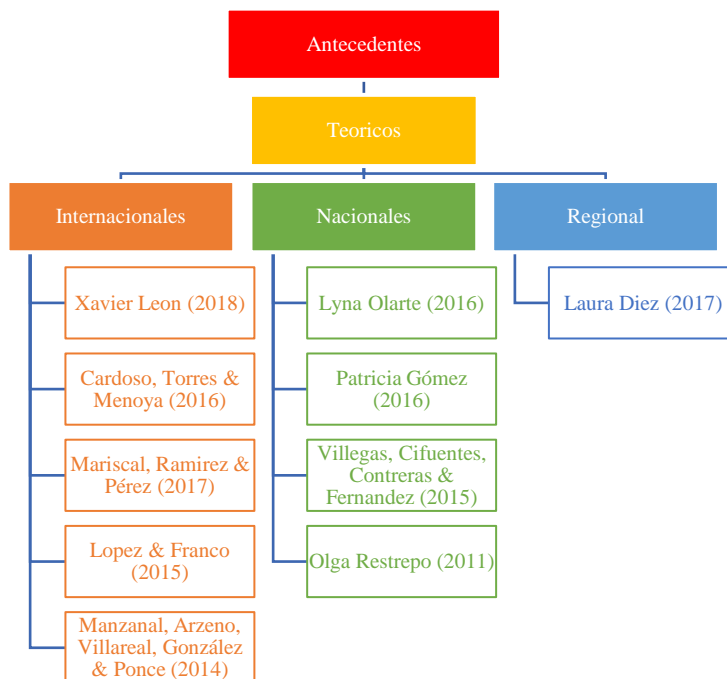 Antecedentes
Teoricos
Internacionales
Nacionales
Regional
Xavier Leon (2018)
Cardoso, Torres &
Menoya (2016)
Mariscal, Ramirez &
Pérez (2017)
Lopez & Franco
(2015)
Manzanal, Arzeno,
Villareal, González
& Ponce (2014)
Lyna Olarte (2016)
Patricia Gómez
(2016)
Villegas, Cifuentes,
Contreras &
Fernandez (2015)
Olga Restrepo (2011)
Laura Diez (2017)